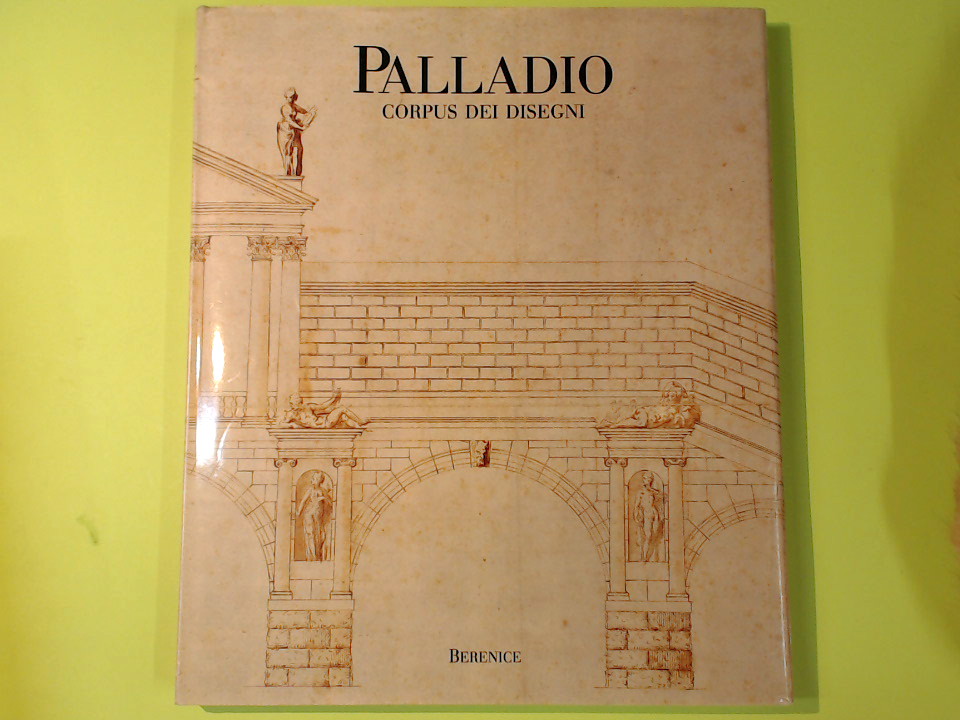 PALLADIO
CORPUS DEI DISEGNI
BERENICE